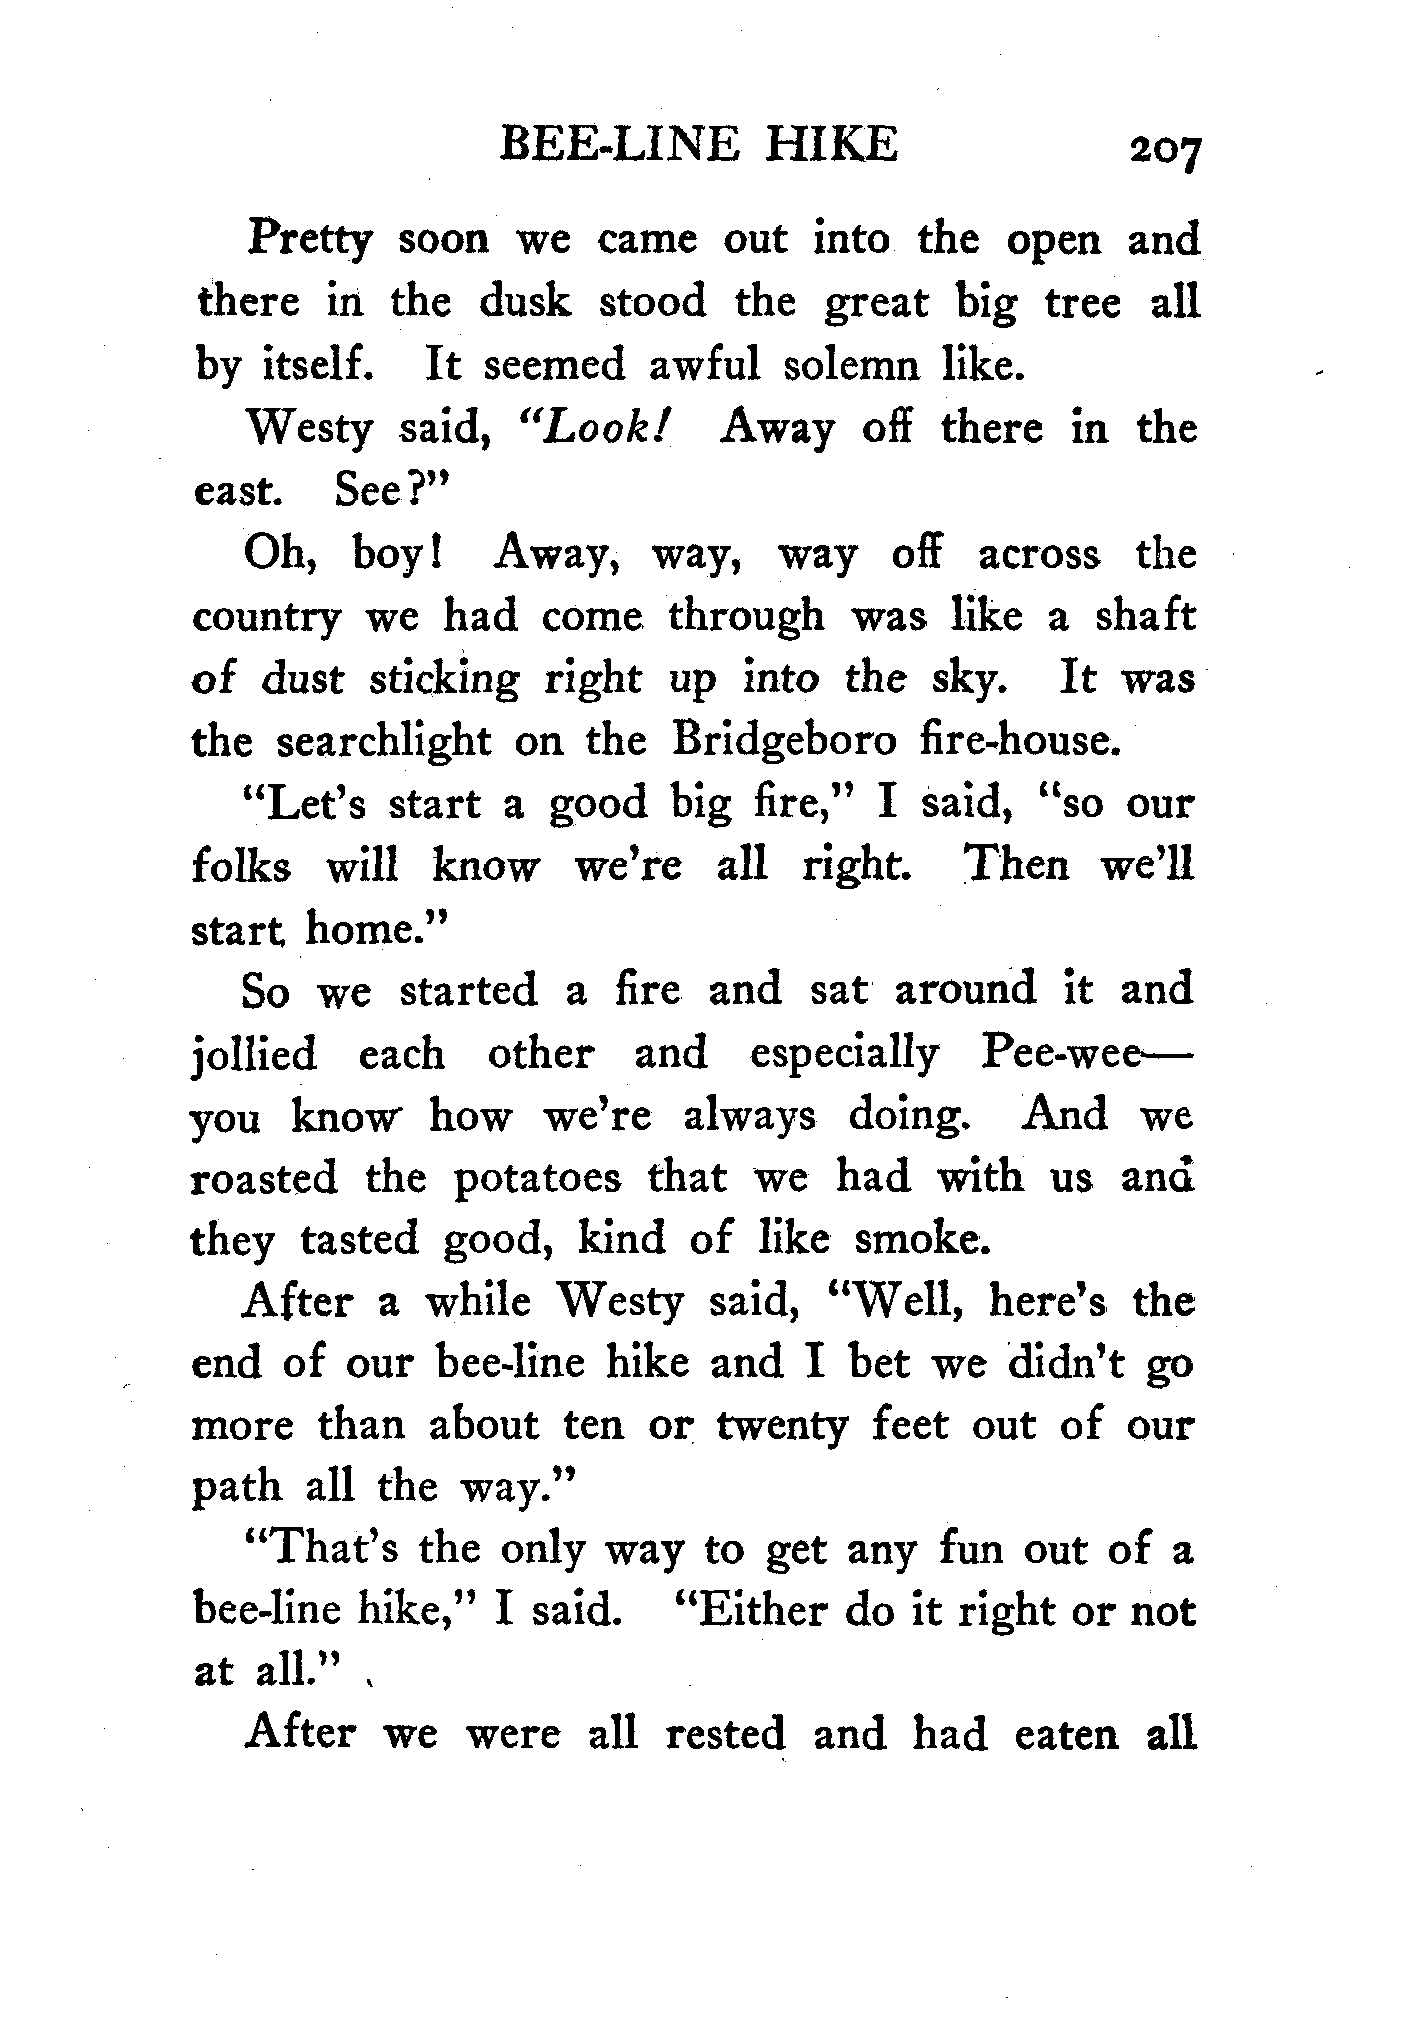 BEE-LINE HIKE 207
Pretty soon we came out into the open and
there in the dusk stood the great big tree all
by itself. It seemed awful solemn like.
Westy said, "Look! Away off there in the
east. See?"
Oh, boy! Away, way, way off across the
country we had come through was like a shaft
of dust sticking right up into the sky. It was
the searchlight on the Bridgeboro fire-house.
"Let's start a good big fire," I said, "so our
folks will know we're all right. Then we'll
start home."
So we started a fire and sat around it and
jollied each other and especially Pee-wee—
you know how we're always doing. And we
roasted the potatoes that we had with us and
they tasted good, kind of like smoke.
After a while Westy said, "Well, here's the
end of our bee-line hike and I bet we didn't go
more than about ten or twenty feet out of our
path all the way."
"That's the only way to get any fun out of a
bee-line hike," I said. "Either do it right or not
at all."
After we were all rested and had eaten all